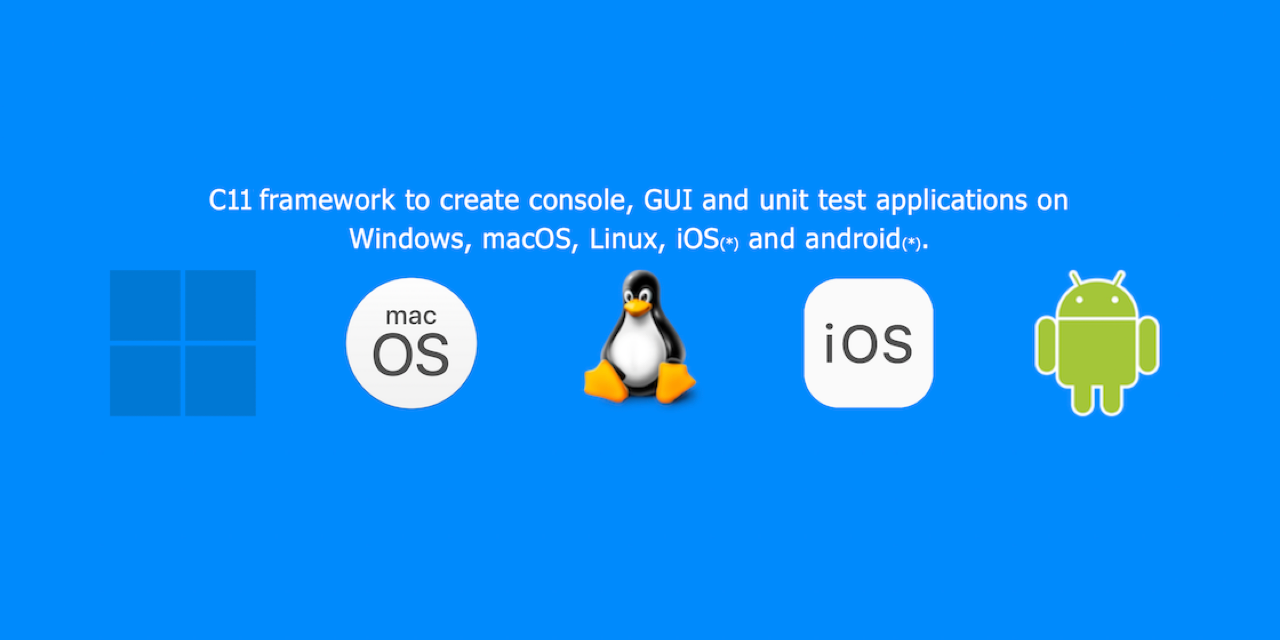 C11 framework to create console, GUI and unit test applications on
Windows, macOS, Linux, iOS(*) and android(*).
mac
OS
iOS